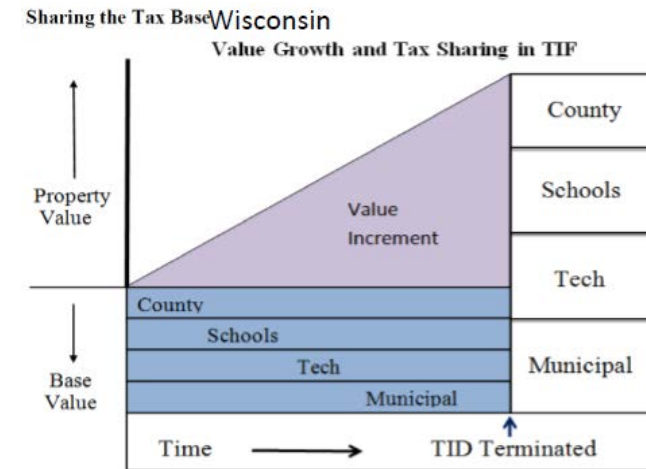 Sharing the Tax Base Wisconsin
Value Growth and Tax Sharing in TIF
County
Schools
Property
Value
Value
Increment
Tech
County
Schools
Tech
Municipal
Base
Value
Municipal
Time
TID Terminated